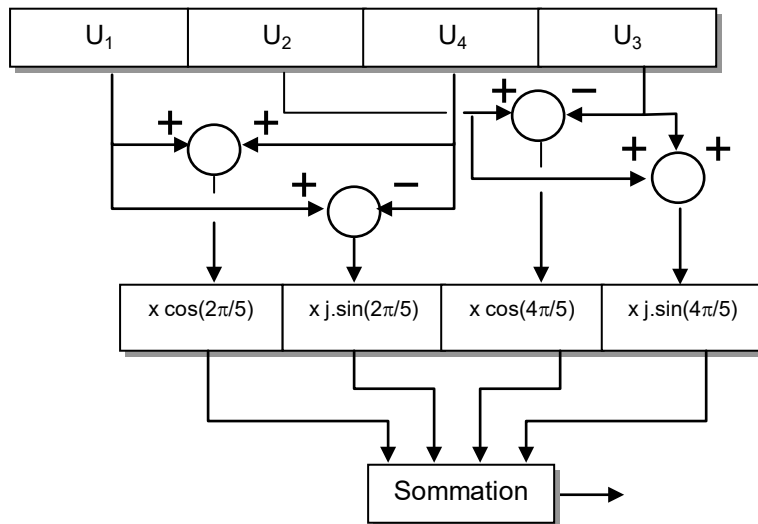 U₁ U₂ U₄ U₃
+ −
+ + + +
+ −
x cos(2π/5) x j.sin(2π/5) x cos(4π/5) x j.sin(4π/5)
Sommation